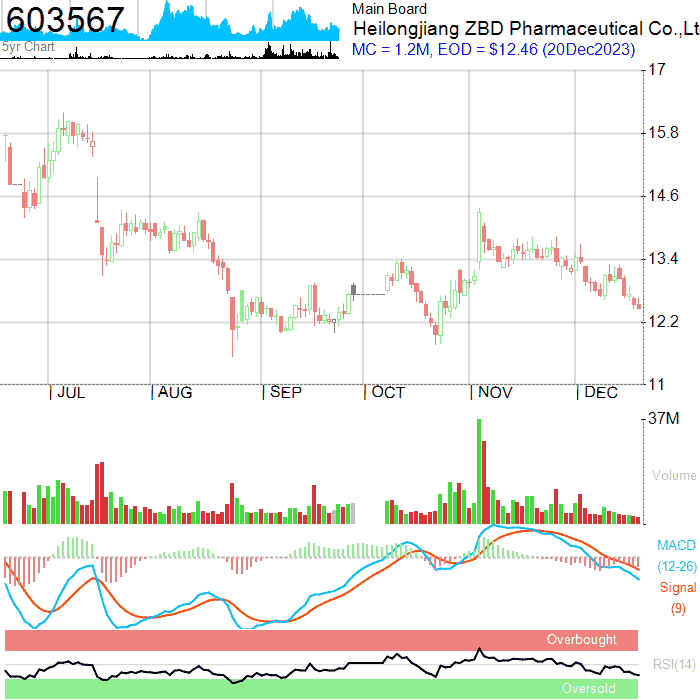 603567
5yr Chart
Main Board
Heilongjiang ZBD Pharmaceutical Co.,Lt
MC = 1.2M, EOD = $12.46 (20Dec2023)
17
15.8
14.6
13.4
12.2
11
JUL
AUG
SEP
OCT
NOV
DEC
37M
Volume
MACD
(12-26)
Signal
(9)
Overbought
RSI(14)
Oversold